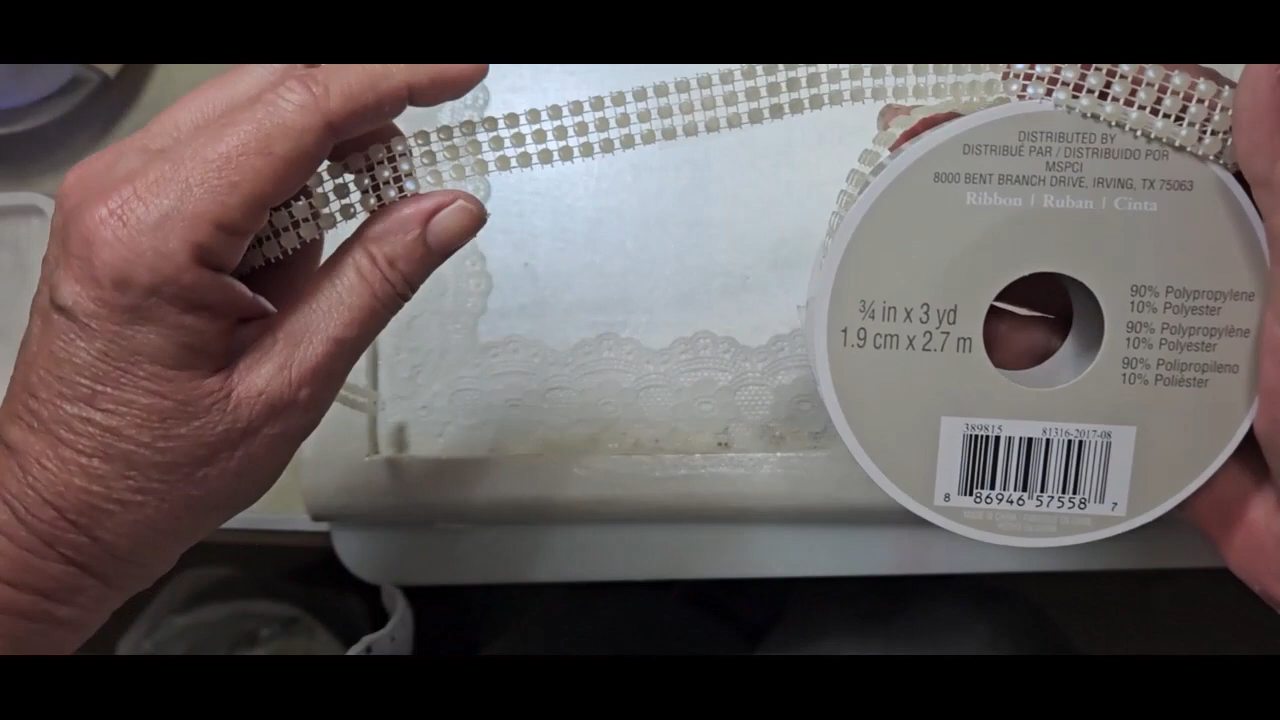 DISTRIBUTED BY
DISTRIBUÉ PAR / DISTRIBUIDO POR
MSPCI
8000 BENT BRANCH DRIVE, IRVING, TX 75063
Ribbon | Ruban | Cinta
¾ in x 3 yd
1.9 cm x 2.7 m
90% Polypropylene
10% Polyester
90% Polypropylène
10% Polyester
90% Polipropileno
10% Poliéster
389815 81316-2017-08
8 86946 57558 7